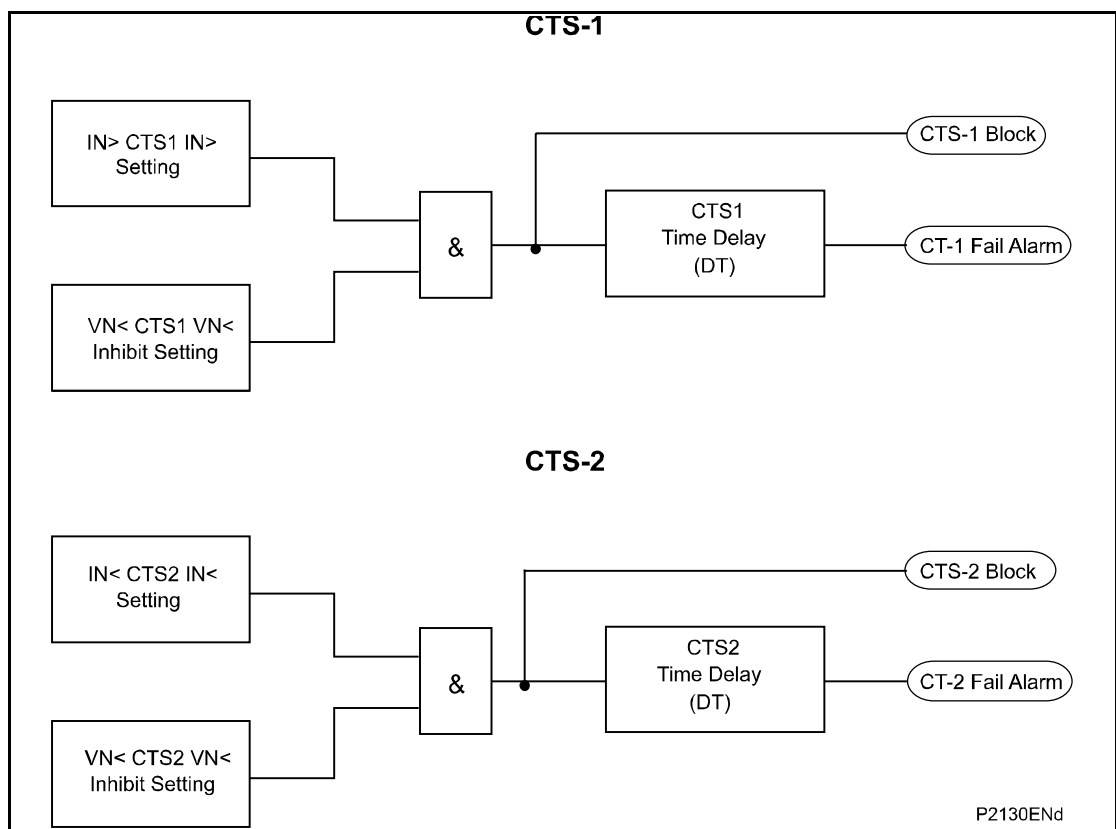 CTS-1
IN> CTS1 IN>
Setting
VN< CTS1 VN<
Inhibit Setting
&
CTS1
Time Delay
(DT)
CTS-1 Block
CT-1 Fail Alarm
CTS-2
IN< CTS2 IN<
Setting
VN< CTS2 VN<
Inhibit Setting
&
CTS2
Time Delay
(DT)
CTS-2 Block
CT-2 Fail Alarm
P2130ENd